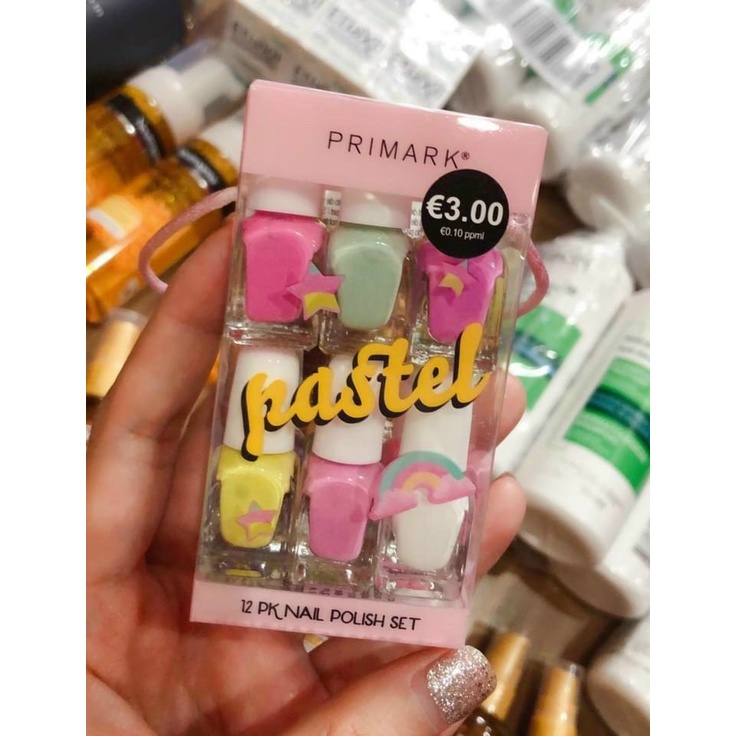 PRIMARK®
€3.00
€0.10 ppml
pastel
12 PK NAIL POLISH SET